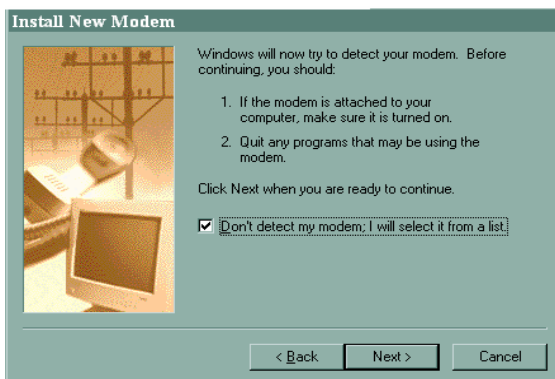 Install New Modem
Windows will now try to detect your modem. Before
continuing, you should:
1. If the modem is attached to your
computer, make sure it is turned on.
2. Quit any programs that may be using the
modem.
Click Next when you are ready to continue.
Don't detect my modem; I will select it from a list.
< Back
Next >
Cancel